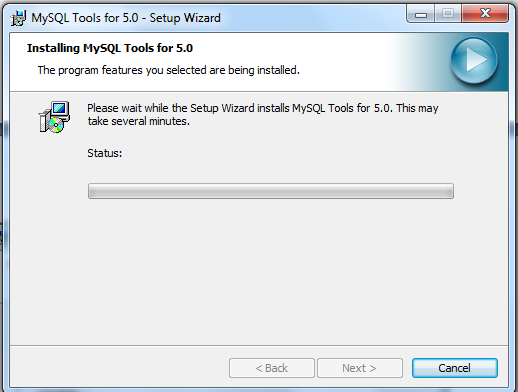 MySQL Tools for 5.0 - Setup Wizard
Installing MySQL Tools for 5.0
The program features you selected are being installed.
Please wait while the Setup Wizard installs MySQL Tools for 5.0. This may
take several minutes.
Status:
< Back
Next >
Cancel